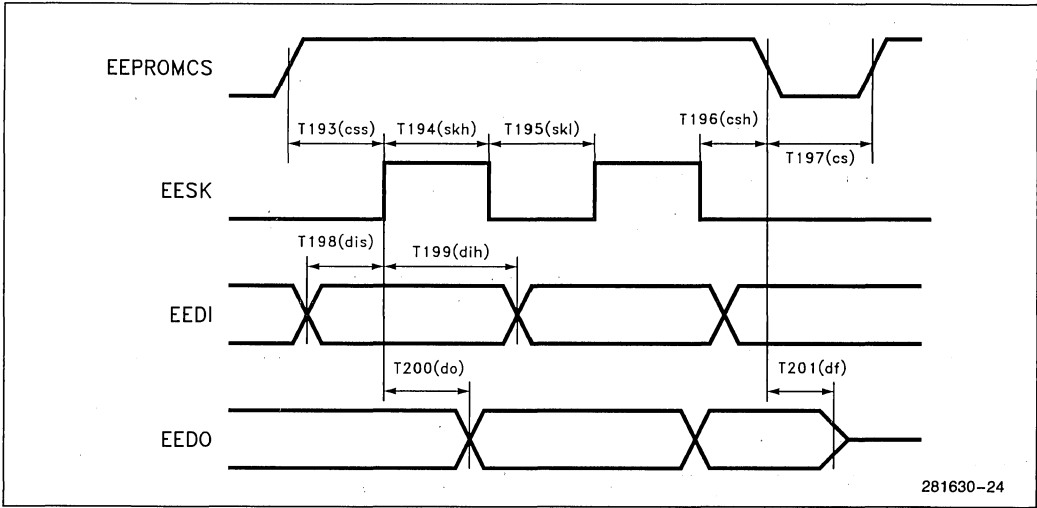 EEPROMCS
T193(css)
T194(skh)
T195(skl)
T196(csh)
T197(cs)
EESK
T198(dis)
T199(dih)
EEDI
T200(do)
T201(df)
EEDO
281630-24